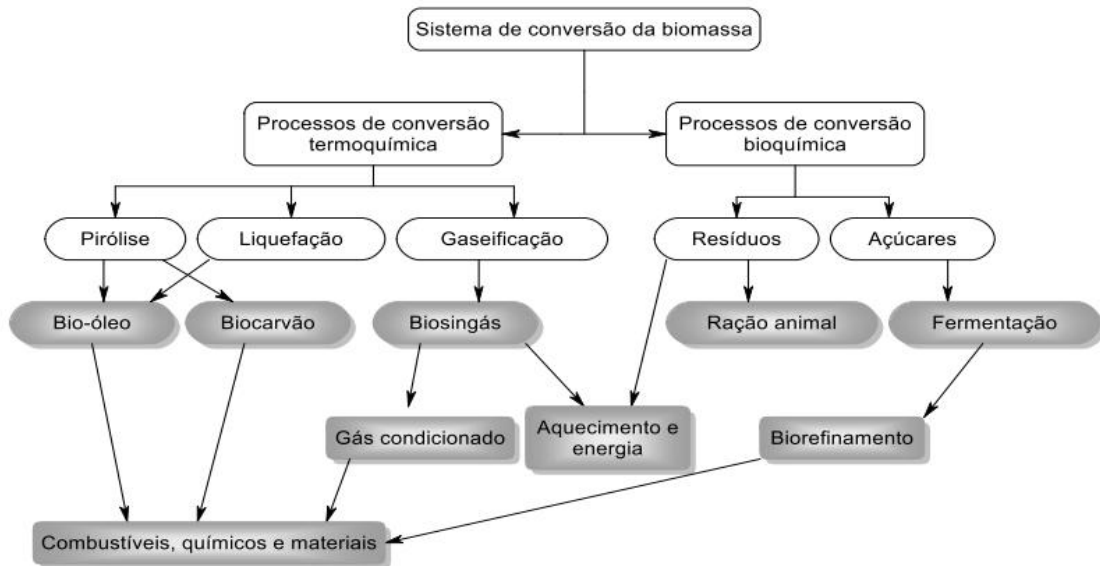 Sistema de conversão da biomassa
Processos de conversão
termoquímica
Processos de conversão
bioquímica
Pirólise
Liquefação
Gaseificação
Resíduos
Açúcares
Bio-óleo
Biocarvão
Biosingás
Ração animal
Fermentação
Gás condicionado
Aquecimento e
energia
Biorefinamento
Combustíveis, químicos e materiais